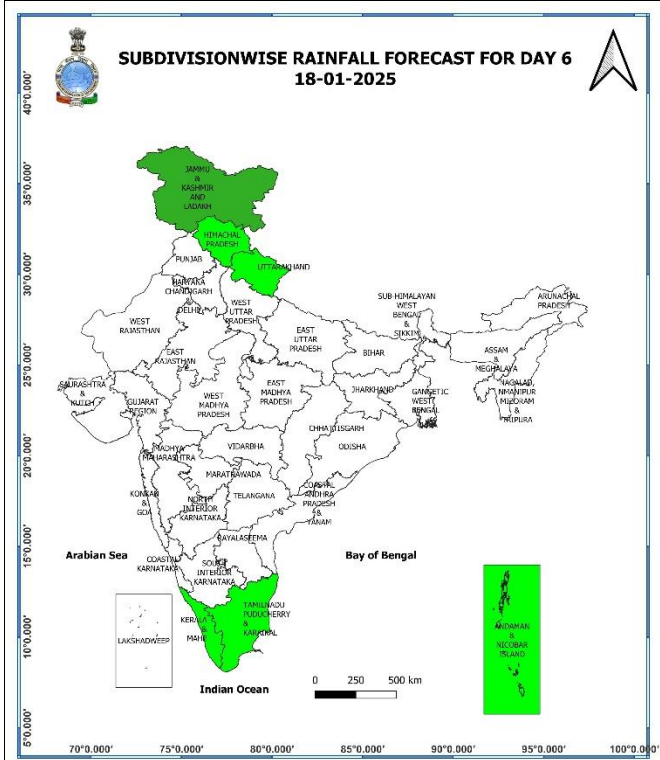 SUBDIVISIONWISE RAINFALL FORECAST FOR DAY 6
18-01-2025
40°0.000'
35°0.000'
30°0.000'
25°0.000'
20°0.000'
15°0.000'
10°0.000'
5°0.000'
JAMMU
&
KASHMIR
AND
LADAKH
HIMACHAL
PRADESH
UTTARAKHAND
PUNJAB
HARYANA
CHANDIGARH
&
DELHI
WEST
UTTAR
PRADESH
WEST
RAJASTHAN
EAST
RAJASTHAN
EAST
UTTAR
PRADESH
SUB HIMALAYAN
WEST
BENGAL
&
SIKKIM
ARUNACHAL
PRADESH
BIHAR
ASSAM
&
MEGHALAYA
NAGALAD,
NMANIPUR
MIZORAM
&
TRIPURA
SAURASHTRA
&
KUTCH
GUJARAT
REGION
WEST
MADHYA
PRADESH
EAST
MADHYA
PRADESH
JHARKHAND
GANGETIC
WEST
BENGAL
CHHATTISGARH
ODISHA
MADHYA
MAHARASHTRA
VIDARBHA
MARATHWADA
KONKAN
&
GOA
NORTH
INTERIOR
KARNATAKA
TELANGANA
COASTAL
ANDHRA
PRADESH
&
YANAM
RAYALASEEMA
Arabian Sea
COASTAL
KARNATAKA
SOUTH
INTERIOR
KARNATAKA
Bay of Bengal
LAKSHADWEEP
KERALA
&
MAHE
TAMILNADU
PUDUCHERRY
&
KARAIKAL
ANDAMAN
&
NICOBAR
ISLAND
Indian Ocean
0 250 500 km
70°0.000' 75°0.000' 80°0.000' 85°0.000' 90°0.000' 95°0.000' 100°0.000'